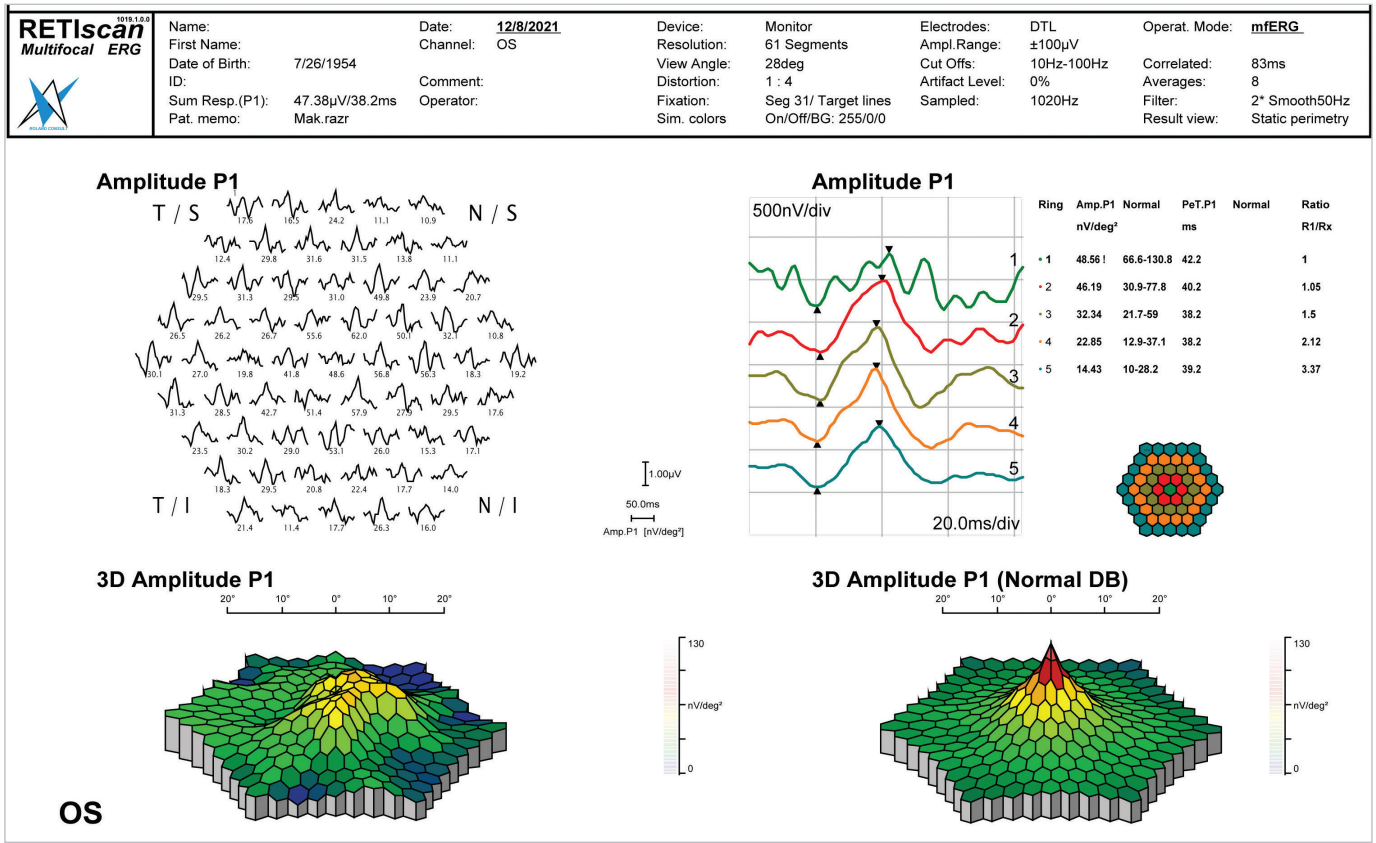 RETIscan 1019.1.0.0
Multifocal ERG
ROLAND CONSULT
Name: Date: 12/8/2021 Device: Monitor Electrodes: DTL Operat. Mode: mfERG
First Name: Channel: OS Resolution: 61 Segments Ampl.Range: ±100µV
Date of Birth: 7/26/1954 View Angle: 28deg Cut Offs: 10Hz-100Hz Correlated: 83ms
ID: Comment: Distortion: 1 : 4 Artifact Level: 0% Averages: 8
Sum Resp.(P1): 47.38µV/38.2ms Operator: Fixation: Seg 31/ Target lines Sampled: 1020Hz Filter: 2* Smooth50Hz
Pat. memo: Mak.razr Sim. colors On/Off/BG: 255/0/0 Result view: Static perimetry
Amplitude P1
T / S N / S
17.6 16.5 24.2 11.1 10.9
12.4 29.8 31.6 31.5 13.8 11.1
29.5 31.3 29.5 31.0 49.8 23.9 20.7
26.5 26.2 26.7 55.6 62.0 50.1 32.1 10.8
30.1 27.0 19.8 41.8 48.6 56.8 56.3 18.3 19.2
31.3 28.5 42.7 51.4 57.9 27.9 29.5 17.6
23.5 30.2 29.0 53.1 26.0 15.3 17.1
18.3 29.5 20.8 22.4 17.7 14.0
T / I N / I
21.4 11.4 17.7 26.3 16.0
1.00µV
50.0ms
Amp.P1 [nV/deg²]
Amplitude P1
500nV/div
1
2
3
4
5
20.0ms/div
Ring Amp.P1 Normal PeT.P1 Normal Ratio
nV/deg² ms R1/Rx
1 48.56 ! 66.6-130.8 42.2 1
2 46.19 30.9-77.8 40.2 1.05
3 32.34 21.7-59 38.2 1.5
4 22.85 12.9-37.1 38.2 2.12
5 14.43 10-28.2 39.2 3.37
3D Amplitude P1
20° 10° 0° 10° 20°
130
nV/deg²
0
OS
3D Amplitude P1 (Normal DB)
20° 10° 0° 10° 20°
130
nV/deg²
0